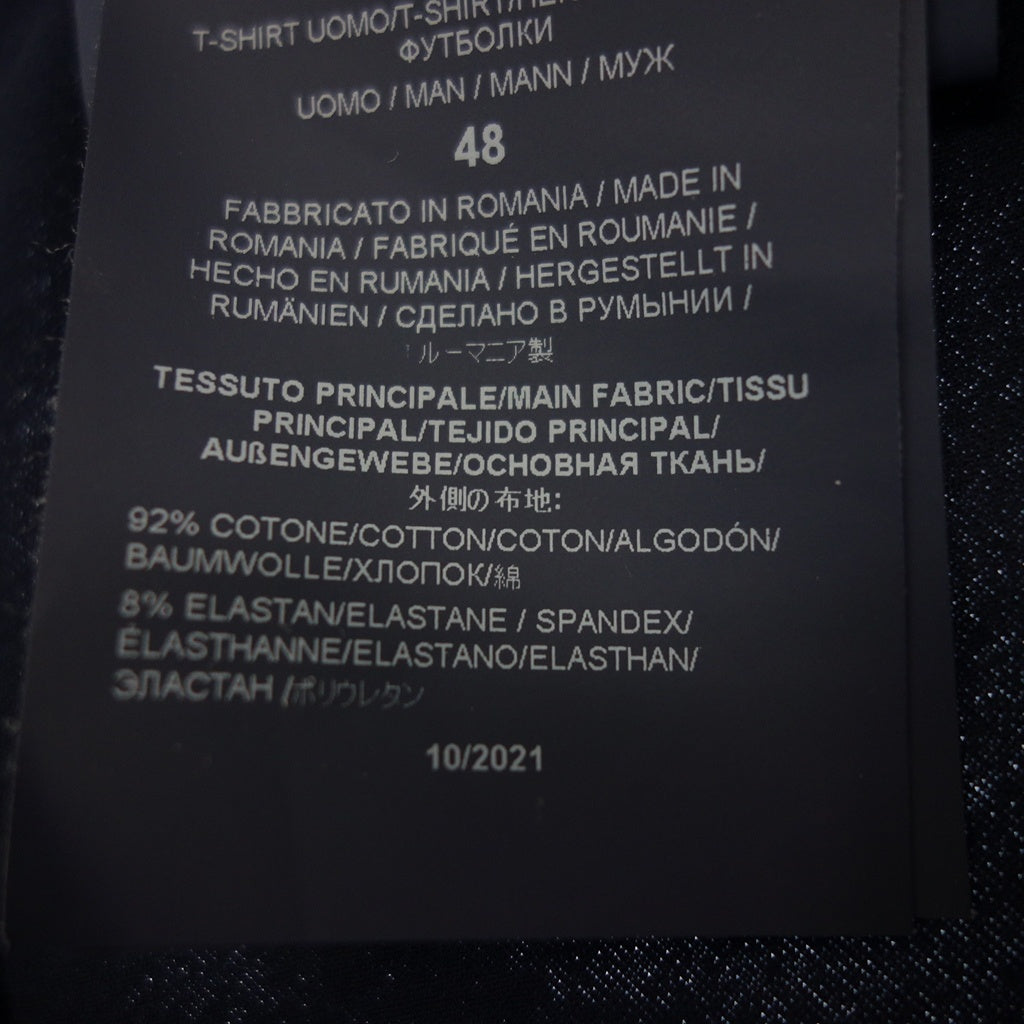 T-SHIRT UOMO/T-SHIRT/
ФУТБОЛКИ
UOMO / MAN / MANN / МУЖ
48
FABBRICATO IN ROMANIA / MADE IN
ROMANIA / FABRIQUÉ EN ROUMANIE /
HECHO EN RUMANIA / HERGESTELLT IN
RUMÄNIEN / СДЕЛАНО В РУМЫНИИ /
ルーマニア製
TESSUTO PRINCIPALE/MAIN FABRIC/TISSU
PRINCIPAL/TEJIDO PRINCIPAL/
AUßENGEWEBE/ОСНОВНАЯ ТКАНЬ/
外側の布地:
92% COTONE/COTTON/COTON/ALGODÓN/
BAUMWOLLE/ХЛОПОК/綿
8% ELASTAN/ELASTANE / SPANDEX/
ÉLASTHANNE/ELASTANO/ELASTHAN/
ЭЛАСТАН /ポリウレタン
10/2021